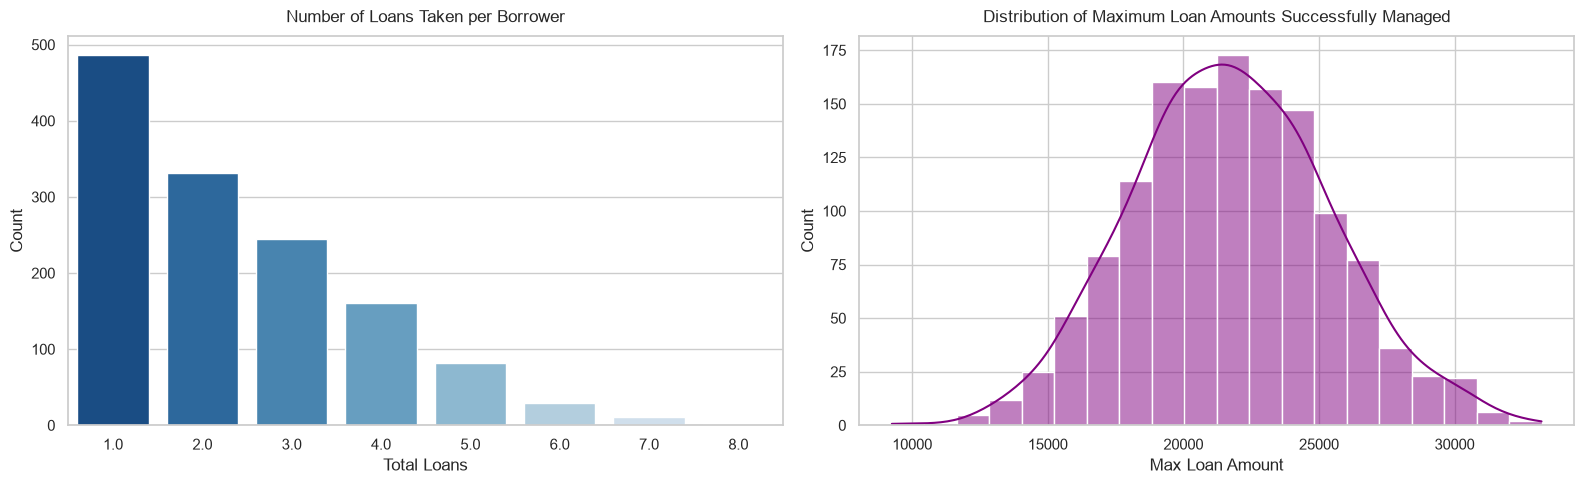 Number of Loans Taken per Borrower
500
400
300
200
100
0
Count
1.0 2.0 3.0 4.0 5.0 6.0 7.0 8.0
Total Loans
Distribution of Maximum Loan Amounts Successfully Managed
175
150
125
100
75
50
25
0
Count
10000 15000 20000 25000 30000
Max Loan Amount